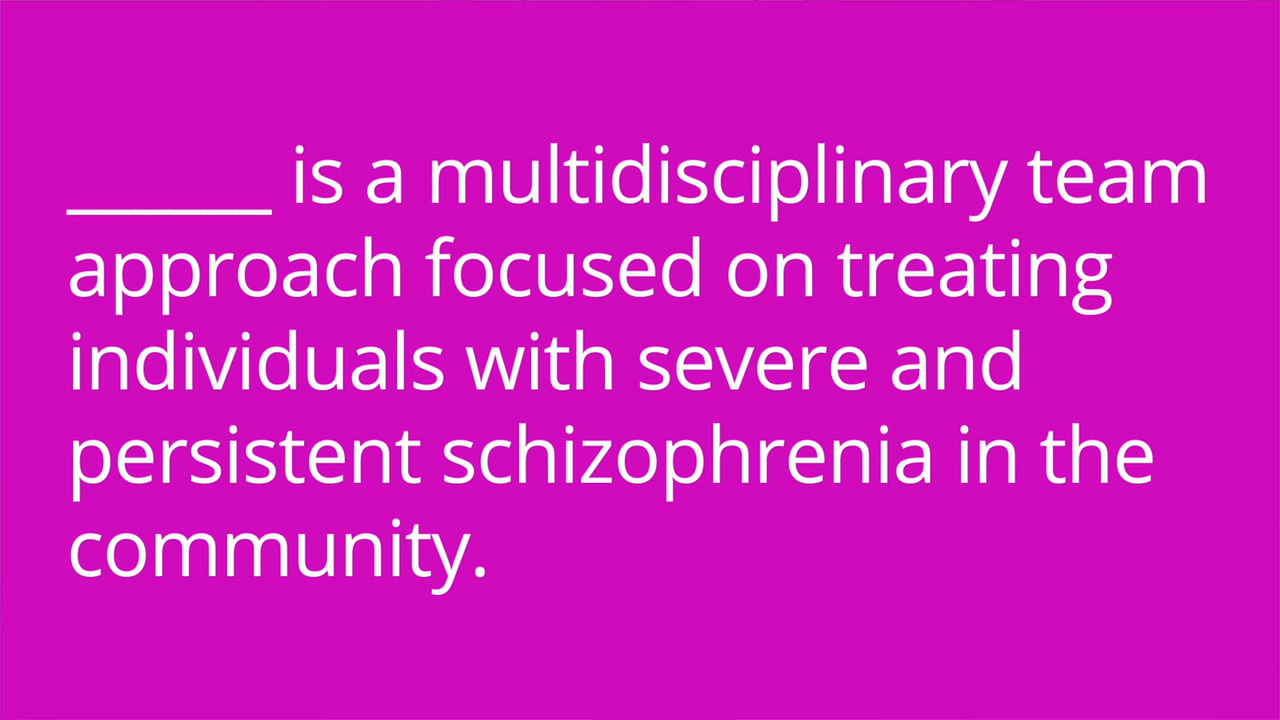 ______ is a multidisciplinary team
approach focused on treating
individuals with severe and
persistent schizophrenia in the
community.